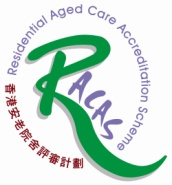 Residential Aged Care Accreditation Scheme
RACAS
香港安老院舍評審計劃